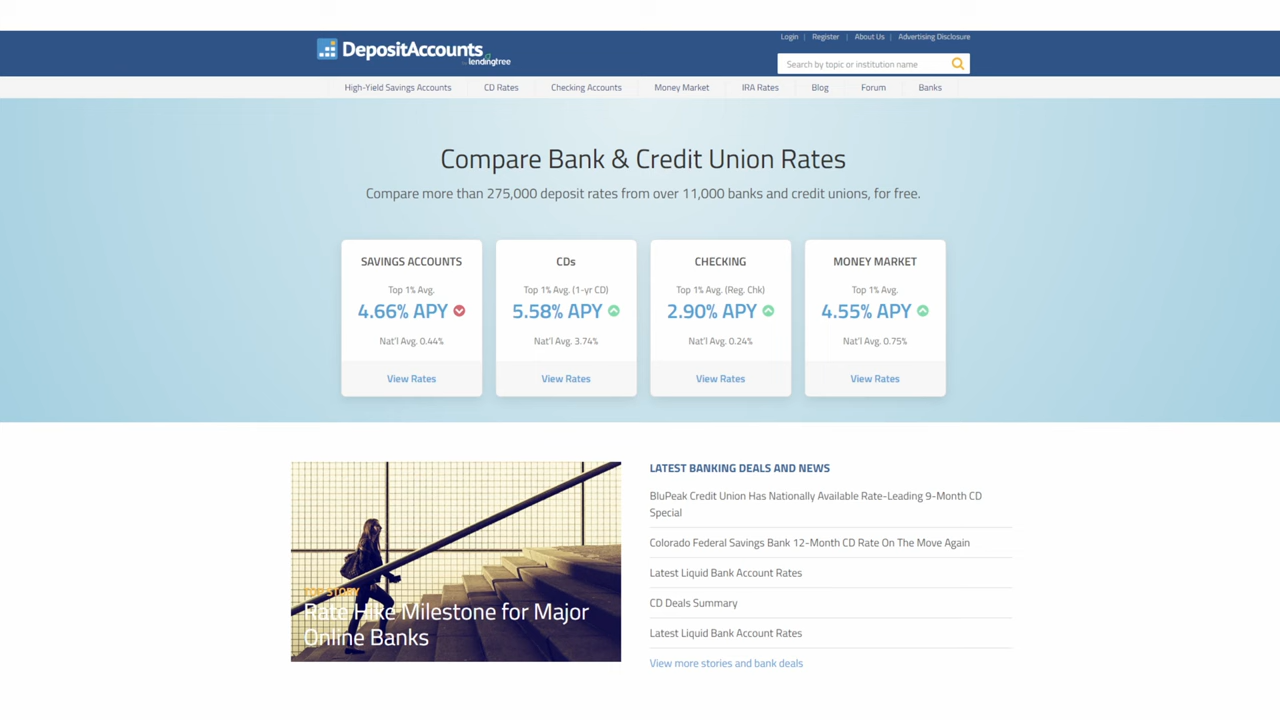 DepositAccounts
by lendingtree
Login | Register | About Us | Advertising Disclosure
Search by topic or institution name
High-Yield Savings Accounts CD Rates Checking Accounts Money Market IRA Rates Blog Forum Banks
Compare Bank & Credit Union Rates
Compare more than 275,000 deposit rates from over 11,000 banks and credit unions, for free.
SAVINGS ACCOUNTS
Top 1% Avg.
4.66% APY
Nat'l Avg. 0.44%
View Rates
CDs
Top 1% Avg. (1-yr CD)
5.58% APY
Nat'l Avg. 3.74%
View Rates
CHECKING
Top 1% Avg. (Reg. Chk)
2.90% APY
Nat'l Avg. 0.24%
View Rates
MONEY MARKET
Top 1% Avg.
4.55% APY
Nat'l Avg. 0.75%
View Rates
TOP STORY
Rate Hike Milestone for Major
Online Banks
LATEST BANKING DEALS AND NEWS
BluPeak Credit Union Has Nationally Available Rate-Leading 9-Month CD
Special
Colorado Federal Savings Bank 12-Month CD Rate On The Move Again
Latest Liquid Bank Account Rates
CD Deals Summary
Latest Liquid Bank Account Rates
View more stories and bank deals